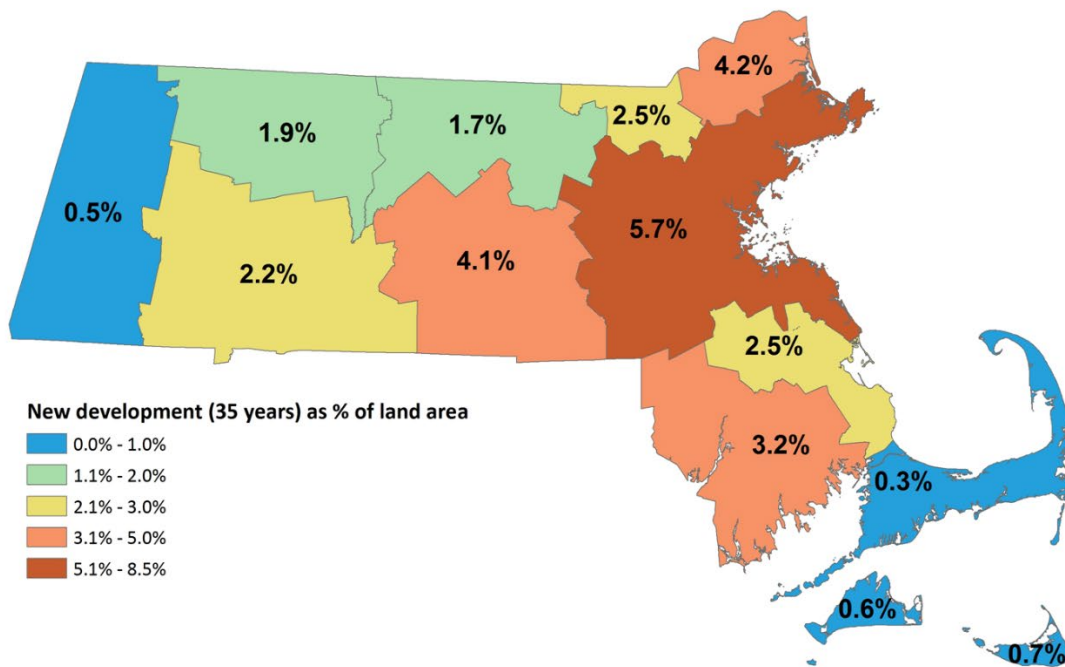 4.2%
2.5%
1.7%
1.9%
0.5%
5.7%
4.1%
2.2%
2.5%
New development (35 years) as % of land area
0.0% - 1.0%
1.1% - 2.0%
2.1% - 3.0%
3.1% - 5.0%
5.1% - 8.5%
3.2%
0.3%
0.6%
0.7%